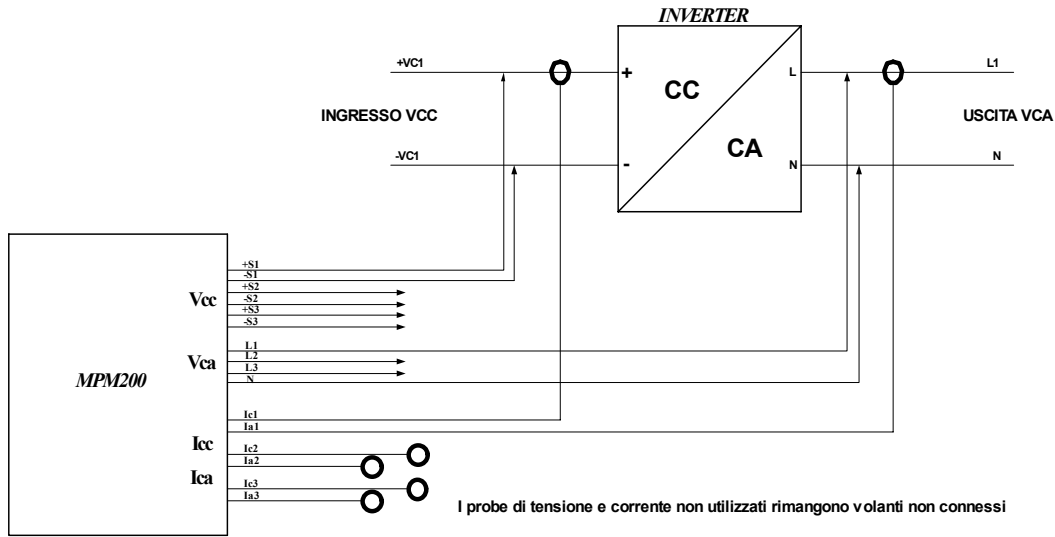 INVERTER
+VC1
+
L
L1
CC
INGRESSO VCC
USCITA VCA
CA
-VC1
-
N
N
+S1
-S1
+S2
Vcc
-S2
+S3
-S3
L1
Vca
L2
L3
MPM200
N
Ic1
Ia1
Icc
Ic2
Ia2
Ica
Ic3
Ia3
I probe di tensione e corrente non utilizzati rimangono volanti non connessi